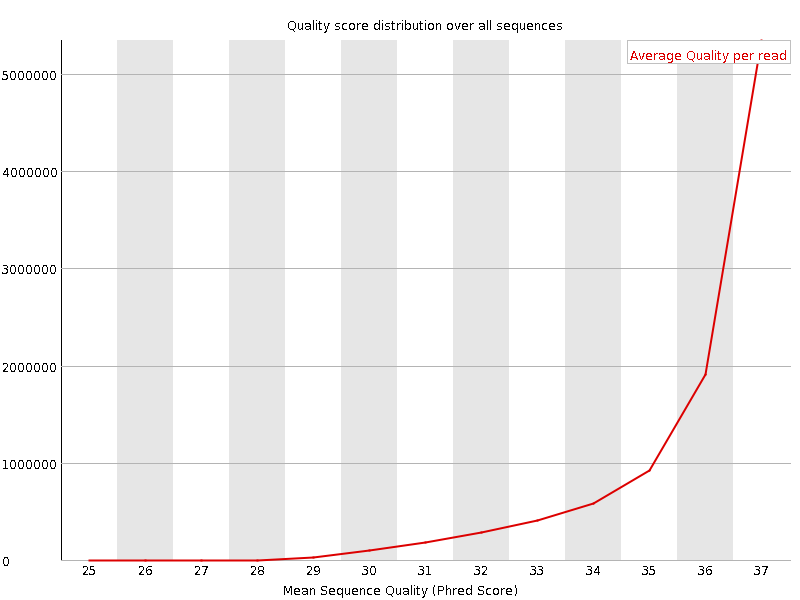 Quality score distribution over all sequences
Average Quality per read
5000000
4000000
3000000
2000000
1000000
0
25 26 27 28 29 30 31 32 33 34 35 36 37
Mean Sequence Quality (Phred Score)